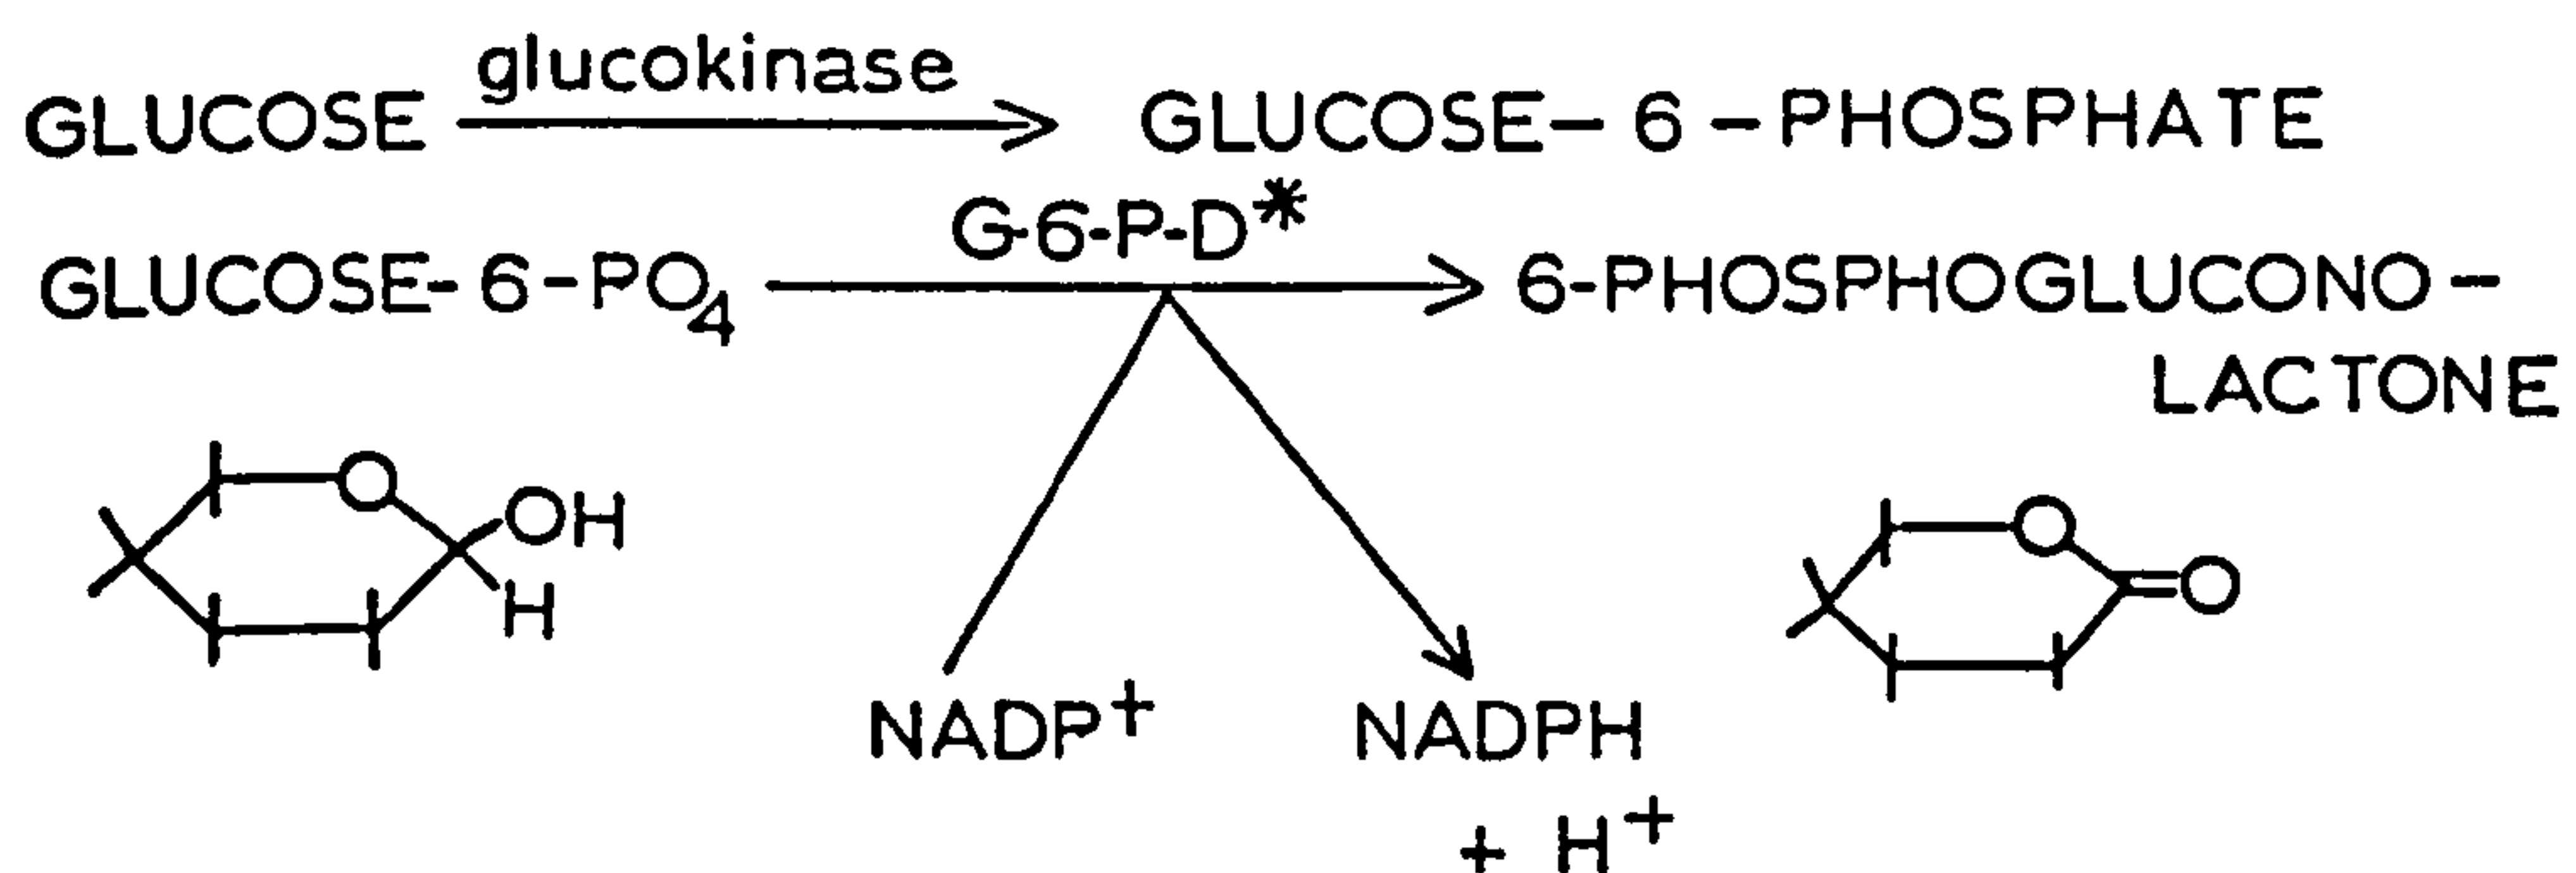 glucokinase
GLUCOSE GLUCOSE-6-PHOSPHATE
G-6-P-D*
GLUCOSE-6-PO4 6-PHOSPHOGLUCONO-
LACTONE
O OH O O
H
NADP+ NADPH
+ H+